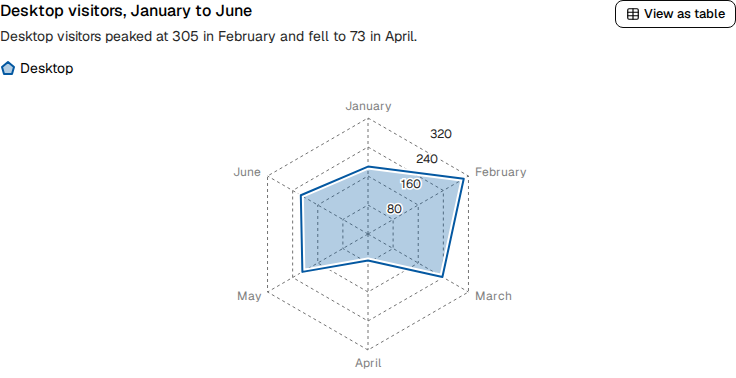 Desktop visitors, January to June
View as table
Desktop visitors peaked at 305 in February and fell to 73 in April.
Desktop
January
320
240
160
80
February
March
April
May
June